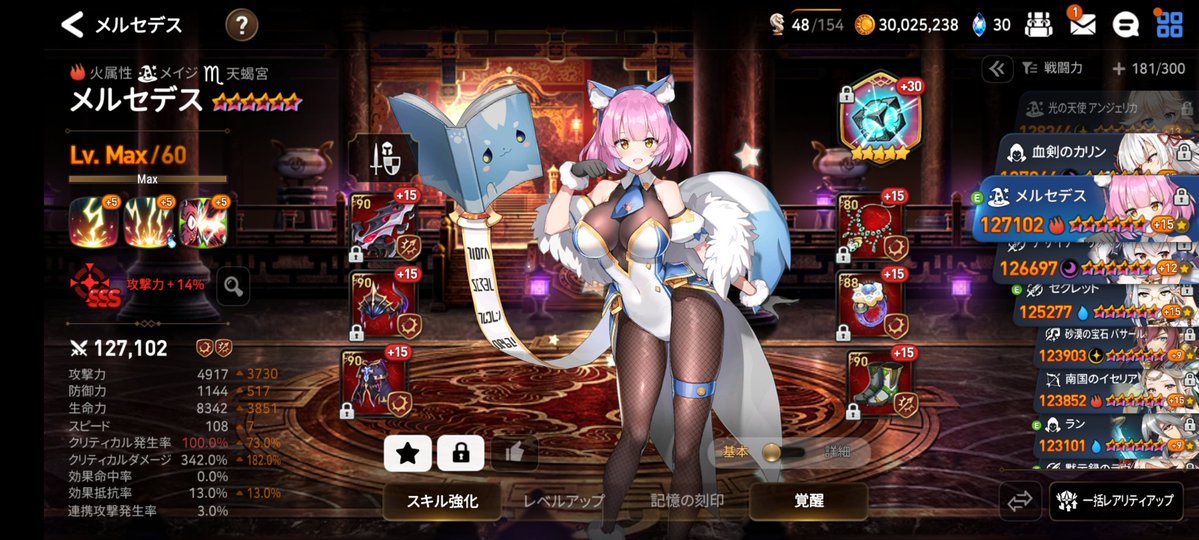 メルセデス
?
48/154
30,025,238
30
1
火属性 メイジ 天蝎宮
メルセデス
Lv. Max/60
Max
+5
+5
+5
SSS
攻撃力 + 14%
127,102
攻撃力 4917 3730
防御力 1144 517
生命力 8342 3851
スピード 108 7
クリティカル発生率 100.0% 73.0%
クリティカルダメージ 342.0% 182.0%
効果命中率 0.0%
効果抵抗率 13.0% 13.0%
連携攻撃発生率 3.0%
90 +15
90 +15
90 +15
+30
80 +15
88 +15
90 +15
基本
詳細
スキル強化
レベルアップ
記憶の刻印
覚醒
戦闘力
+ 181/300
光の天使 アンジェリカ
血剣のカリン
E メルセデス
127102 +15
126697 +12
E セクレット
125277 +15
砂漠の宝石 バサール
123903 +9
南国のイセリア
123852 +16
E ラン
123101 +9
一括レアリティアップ